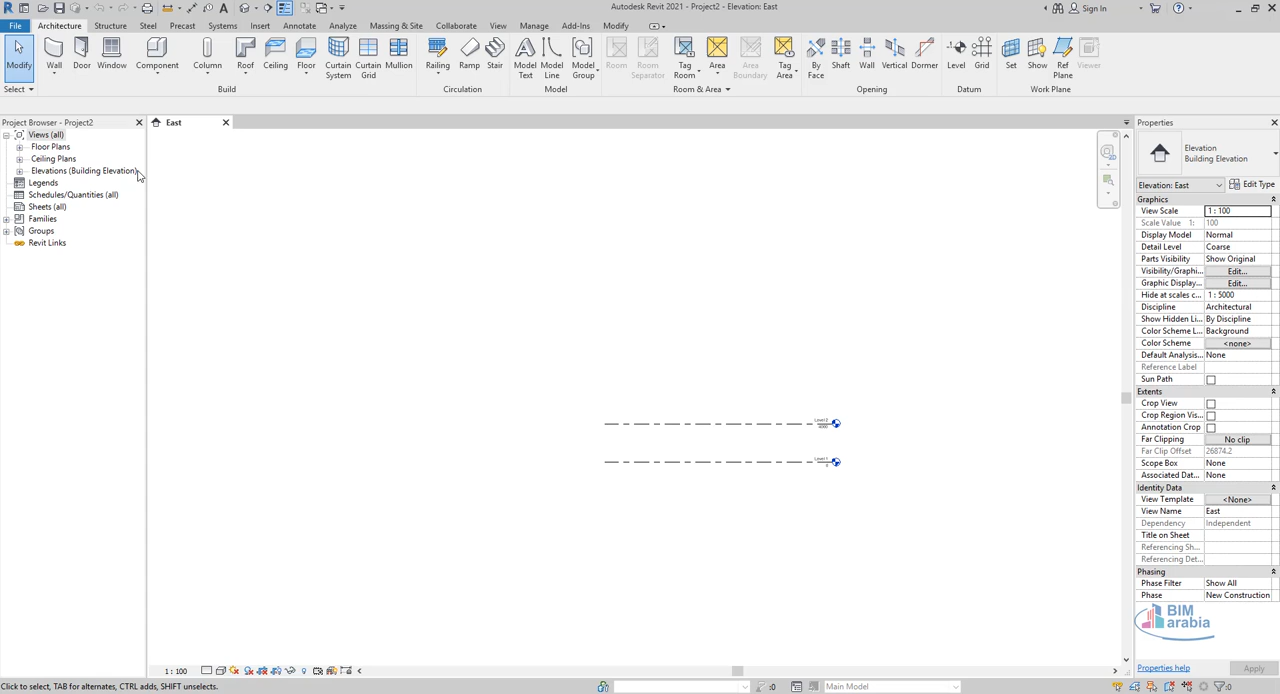 Autodesk Revit 2021 - Project2 - Elevation: East
Sign In
File Architecture Structure Steel Precast Systems Insert Annotate Analyze Massing & Site Collaborate View Manage Add-Ins Modify
Modify Wall Door Window Component Column Roof Ceiling Floor Curtain System Curtain Grid Mullion Railing Ramp Stair Model Text Model Line Model Group Room Room Separator Tag Room Area Area Boundary Tag Area By Face Shaft Wall Vertical Dormer Level Grid Set Show Ref Plane Viewer
Select Build Circulation Model Room & Area Opening Datum Work Plane
Project Browser - Project2
Views (all)
Floor Plans
Ceiling Plans
Elevations (Building Elevation)
Legends
Schedules/Quantities (all)
Sheets (all)
Families
Groups
Revit Links
East
Level 2
4000
Level 1
0
Properties
Elevation
Building Elevation
Elevation: East Edit Type
Graphics
View Scale 1 : 100
Scale Value 1: 100
Display Model Normal
Detail Level Coarse
Parts Visibility Show Original
Visibility/Graphi... Edit...
Graphic Display... Edit...
Hide at scales c... 1 : 5000
Discipline Architectural
Show Hidden Li... By Discipline
Color Scheme L... Background
Color Scheme <none>
Default Analysis... None
Reference Label
Sun Path
Extents
Crop View
Crop Region Vis...
Annotation Crop
Far Clipping No clip
Far Clip Offset 26874.2
Scope Box None
Associated Dat... None
Identity Data
View Template <None>
View Name East
Dependency Independent
Title on Sheet
Referencing Sh...
Referencing Det...
Phasing
Phase Filter Show All
Phase New Construction
BIM
arabia
Properties help Apply
1 : 100
Click to select, TAB for alternates, CTRL adds, SHIFT unselects.
:0
Main Model
:0